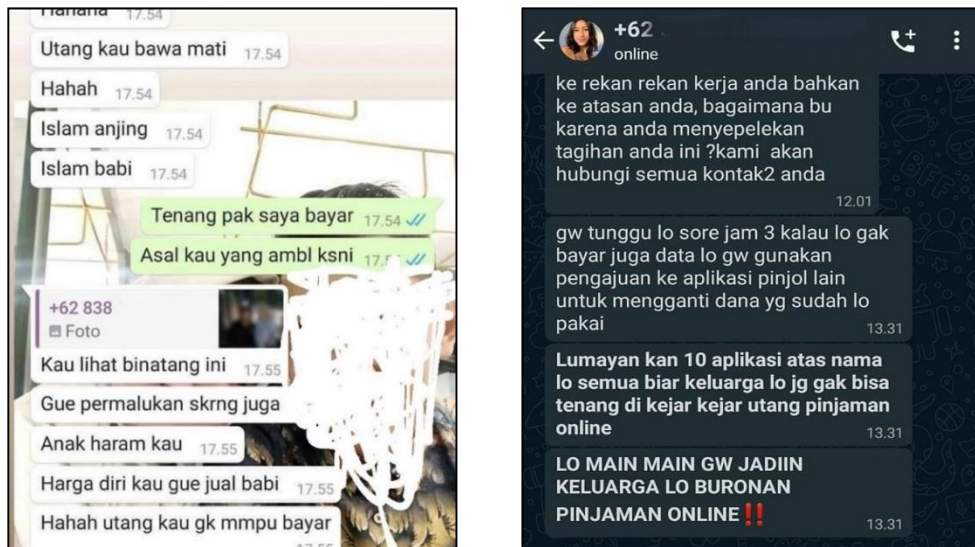 17.54
Utang kau bawa mati 17.54
Hahah 17.54
Islam anjing 17.54
Islam babi 17.54
Tenang pak saya bayar 17.54
Asal kau yang ambl ksni
+62 838
Foto
Kau lihat binatang ini 17.55
Gue permalukan skrng juga
Anak haram kau 17.55
Harga diri kau gue jual babi 17.55
Hahah utang kau gk mmpu bayar
17.55
+62
online
ke rekan rekan kerja anda bahkan
ke atasan anda, bagaimana bu
karena anda menyepelekan
tagihan anda ini ?kami akan
hubungi semua kontak2 anda
12.01
gw tunggu lo sore jam 3 kalau lo gak
bayar juga data lo gw gunakan
pengajuan ke aplikasi pinjol lain
untuk mengganti dana yg sudah lo
pakai 13.31
Lumayan kan 10 aplikasi atas nama
lo semua biar keluarga lo jg gak bisa
tenang di kejar kejar utang pinjaman
online 13.31
LO MAIN MAIN GW JADIIN
KELUARGA LO BURONAN
PINJAMAN ONLINE‼️ 13.31